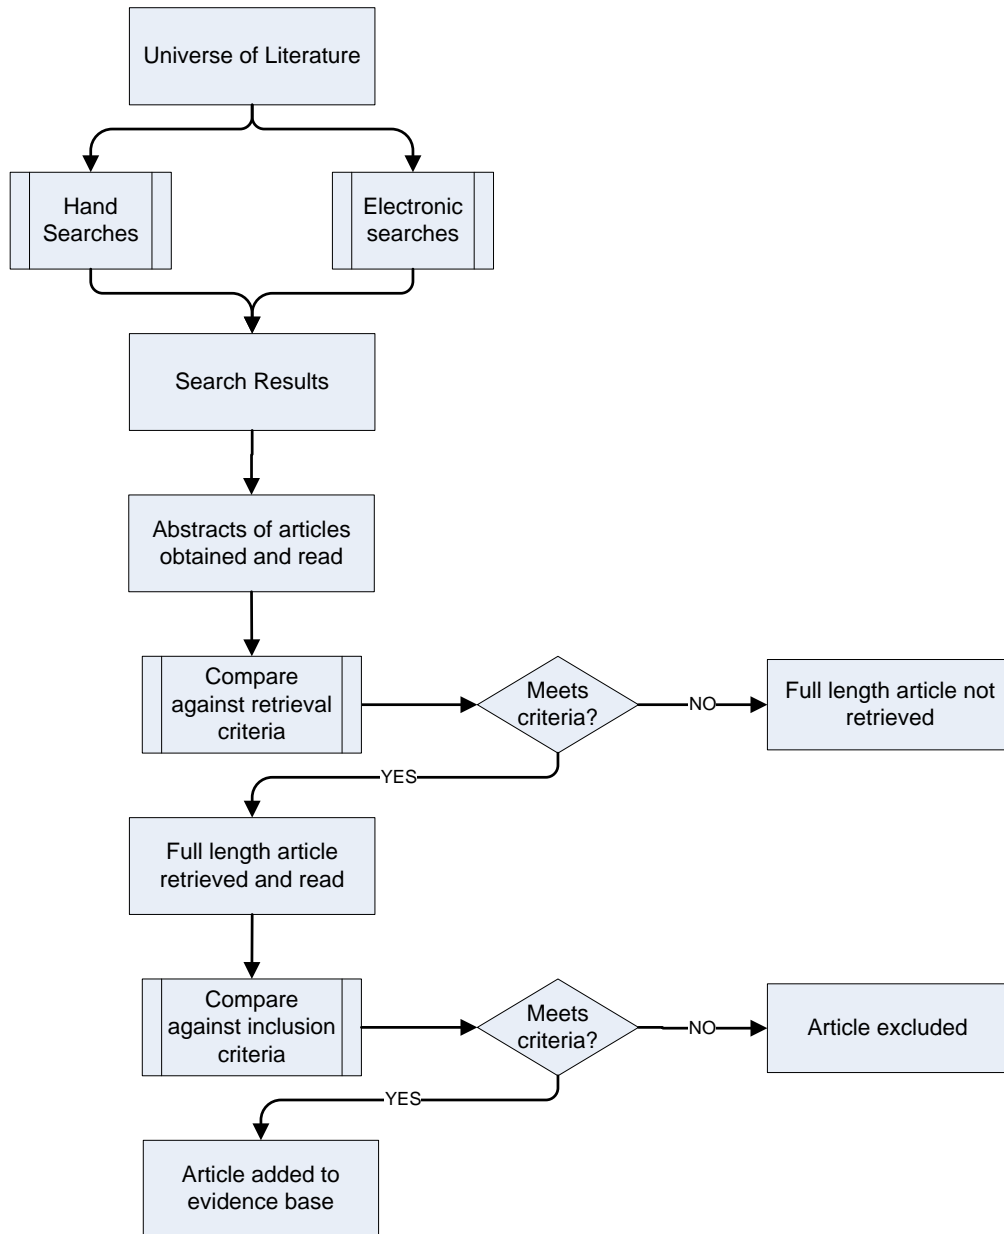 Universe of Literature
Hand
Searches
Electronic
searches
Search Results
Abstracts of articles
obtained and read
Compare
against retrieval
criteria
Meets
criteria?
NO
Full length article not
retrieved
YES
Full length article
retrieved and read
Compare
against inclusion
criteria
Meets
criteria?
NO
Article excluded
YES
Article added to
evidence base